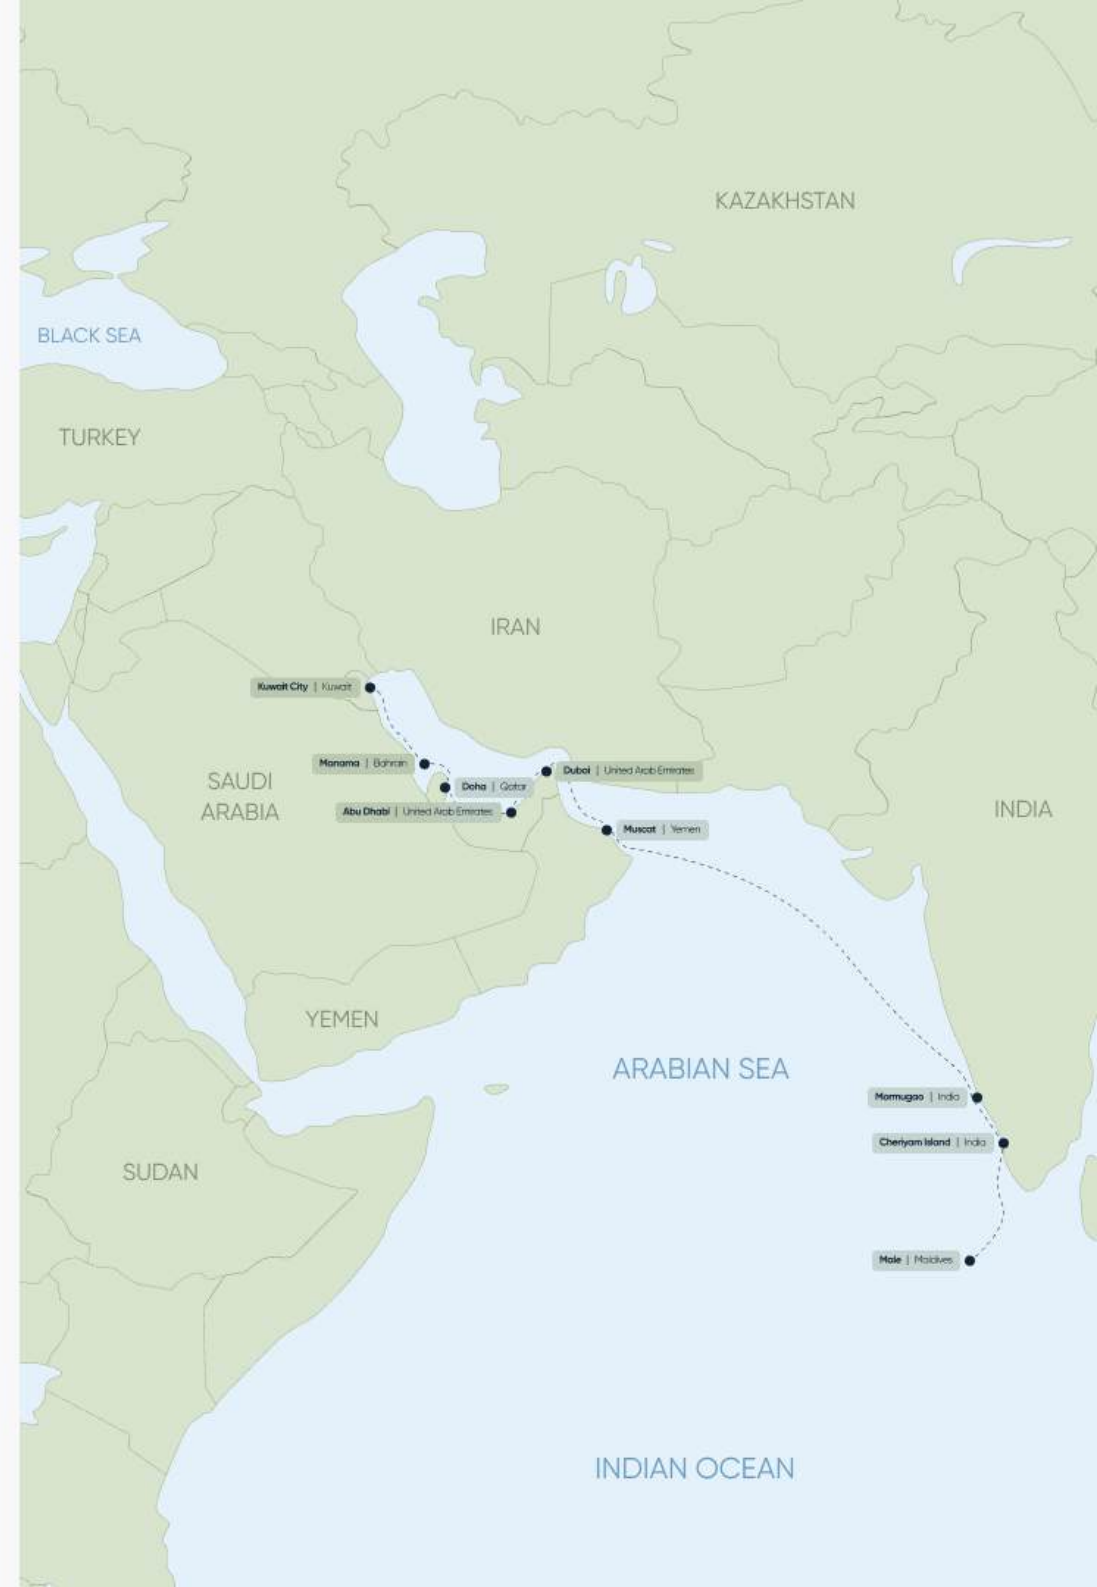 KAZAKHSTAN
BLACK SEA
TURKEY
IRAN
Kuwait City | Kuwait
Manama | Bahrain
Dubai | United Arab Emirates
SAUDI
ARABIA
Doha | Qatar
Abu Dhabi | United Arab Emirates
INDIA
Muscat | Yemen
YEMEN
ARABIAN SEA
Mormugao | India
Cheriyam Island | India
SUDAN
Male | Maldives
INDIAN OCEAN